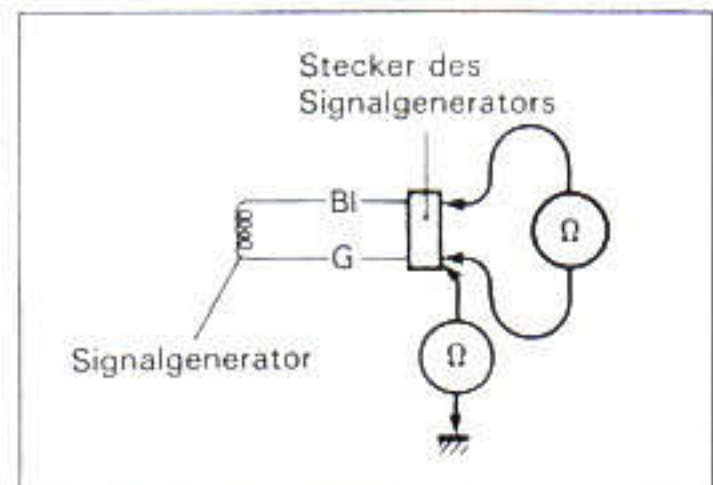 Stecker des
Signalgenerators
Bl
Ω
G
Signalgenerator
Ω